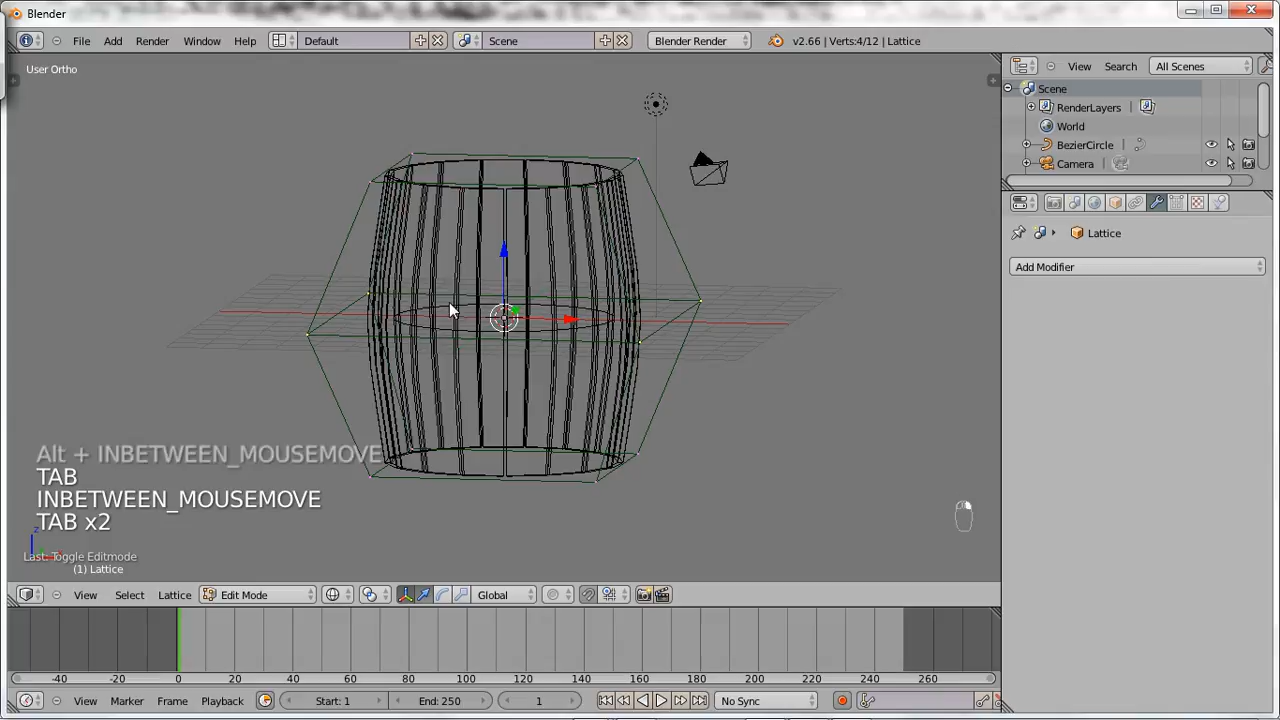 Blender
File Add Render Window Help Default Scene Blender Render v2.66 | Verts:4/12 | Lattice
User Ortho
View Search All Scenes
Scene
RenderLayers
World
BezierCircle
Camera
Lattice
Add Modifier
Alt + INBETWEEN_MOUSEMOVE
TAB
INBETWEEN_MOUSEMOVE
TAB x2
z
Last: Toggle Editmode
(1) Lattice
View Select Lattice Edit Mode Global
-40 -20 0 20 40 60 80 100 120 140 160 180 200 220 240 260
View Marker Frame Playback Start: 1 End: 250 1 No Sync